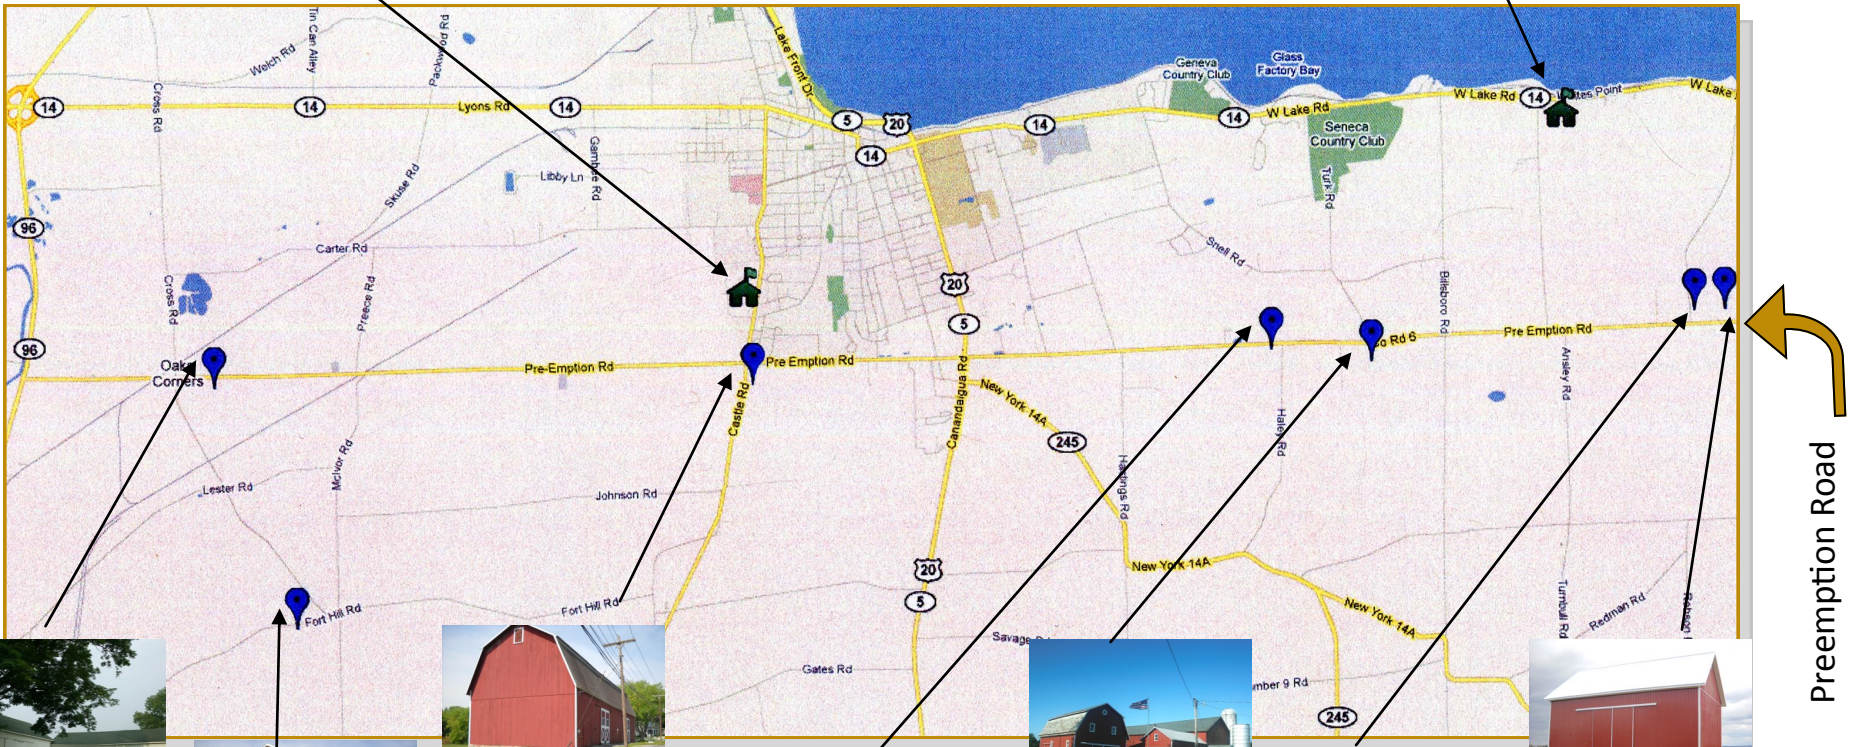 Tin Can Alley
Welch Rd
Packwood Rd
Lake Front Dr
Geneva
Country Club
Glass
Factory Bay
14
Cross Rd
14
Lyons Rd
14
5
20
14
14
14
W Lake Rd
W Lake Rd
14
W Lake
Seneca
Country Club
Libby Ln
Skuse Rd
Turk Rd
96
Carter Rd
Snell Rd
Cross Rd
Preece Rd
20
5
Billsboro Rd
96
Oaks
Corners
Pre-Emption Rd
Pre Emption Rd
Rd 6
Pre Emption Rd
Castle Rd
Canandaigua Rd
New York 14A
245
Haley Rd
Ansley Rd
McIvor Rd
Lester Rd
Johnson Rd
Hastings Rd
20
5
New York 14A
Fort Hill Rd
Fort Hill Rd
New York 14A
Turnbull Rd
Redman Rd
Gates Rd
245
Preemption Road